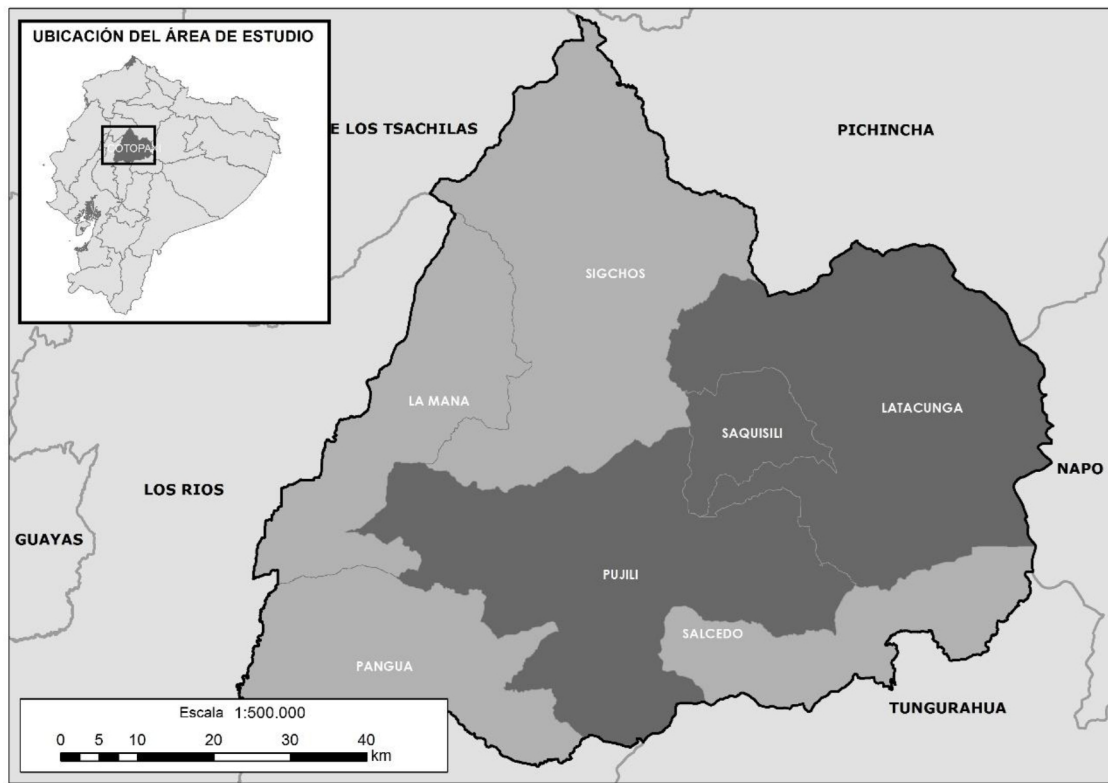 UBICACIÓN DEL ÁREA DE ESTUDIO
COTOPAXI
E LOS TSACHILAS
PICHINCHA
SIGCHOS
LA MANA
LATACUNGA
SAQUISILI
NAPO
LOS RIOS
GUAYAS
PUJILI
SALCEDO
PANGUA
TUNGURAHUA
Escala 1:500.000
0 5 10 20 30 40
km